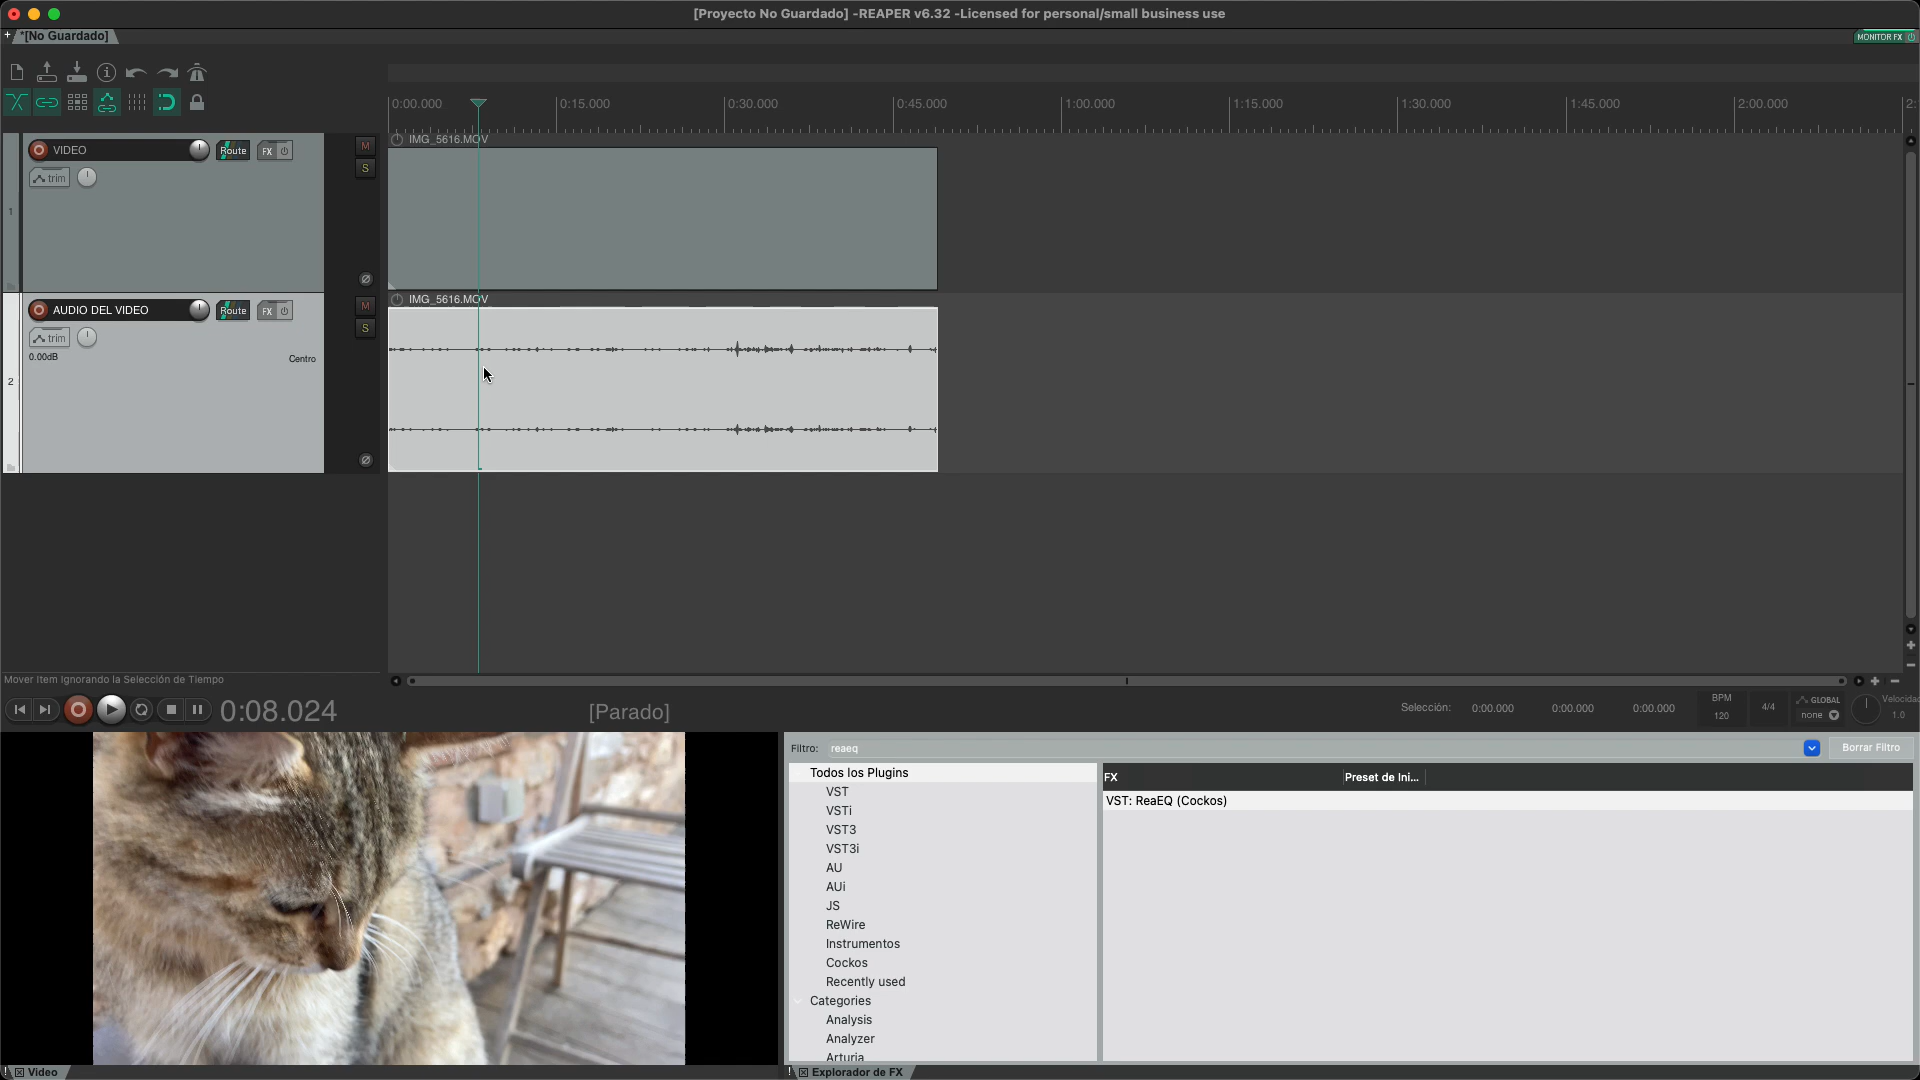 [Proyecto No Guardado] -REAPER v6.32 -Licensed for personal/small business use
+ *[No Guardado]
MONITOR FX
0:00.000 0:15.000 0:30.000 0:45.000 1:00.000 1:15.000 1:30.000 1:45.000 2:00.000 2:
IMG_5616.MOV
VIDEO Route FX M
S
trim
1
IMG_5616.MOV
AUDIO DEL VIDEO Route FX M
S
trim
0.00dB Centro
2
Mover Item Ignorando la Selección de Tiempo
0:08.024 [Parado] Selección: 0:00.000 0:00.000 0:00.000 BPM 120 4/4 GLOBAL none Velocidad 1.0
Filtro: reaeq Borrar Filtro
Todos los Plugins
VST
VSTi
VST3
VST3i
AU
AUi
JS
ReWire
Instrumentos
Cockos
Recently used
Categories
Analysis
Analyzer
Arturia
FX Preset de Ini...
VST: ReaEQ (Cockos)
! Video
! Explorador de FX